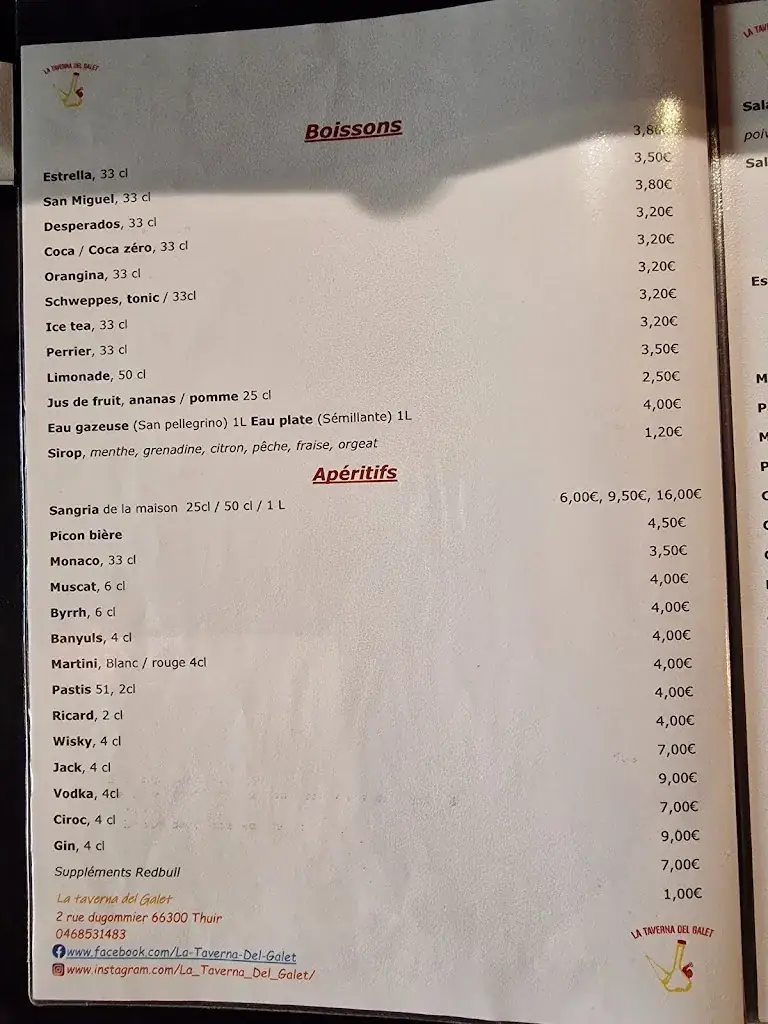 LA TAVERNA DEL GALET
Boissons
Estrella, 33 cl 3,80€
San Miguel, 33 cl 3,50€
Desperados, 33 cl 3,80€
Coca / Coca zéro, 33 cl 3,20€
Orangina, 33 cl 3,20€
Schweppes, tonic / 33cl 3,20€
Ice tea, 33 cl 3,20€
Perrier, 33 cl 3,20€
Limonade, 50 cl 3,50€
Jus de fruit, ananas / pomme 25 cl 2,50€
Eau gazeuse (San pellegrino) 1L Eau plate (Sémillante) 1L 4,00€
Sirop, menthe, grenadine, citron, pêche, fraise, orgeat 1,20€
Apéritifs
Sangria de la maison 25cl / 50 cl / 1 L 6,00€, 9,50€, 16,00€
Picon bière 4,50€
Monaco, 33 cl 3,50€
Muscat, 6 cl 4,00€
Byrrh, 6 cl 4,00€
Banyuls, 4 cl 4,00€
Martini, Blanc / rouge 4cl 4,00€
Pastis 51, 2cl 4,00€
Ricard, 2 cl 4,00€
Wisky, 4 cl 7,00€
Jack, 4 cl 9,00€
Vodka, 4cl 7,00€
Ciroc, 4 cl 9,00€
Gin, 4 cl 7,00€
Suppléments Redbull 1,00€
La taverna del Galet
2 rue dugommier 66300 Thuir
0468531483
www.facebook.com/La-Taverna-Del-Galet
www.instagram.com/La_Taverna_Del_Galet/
LA TAVERNA DEL GALET